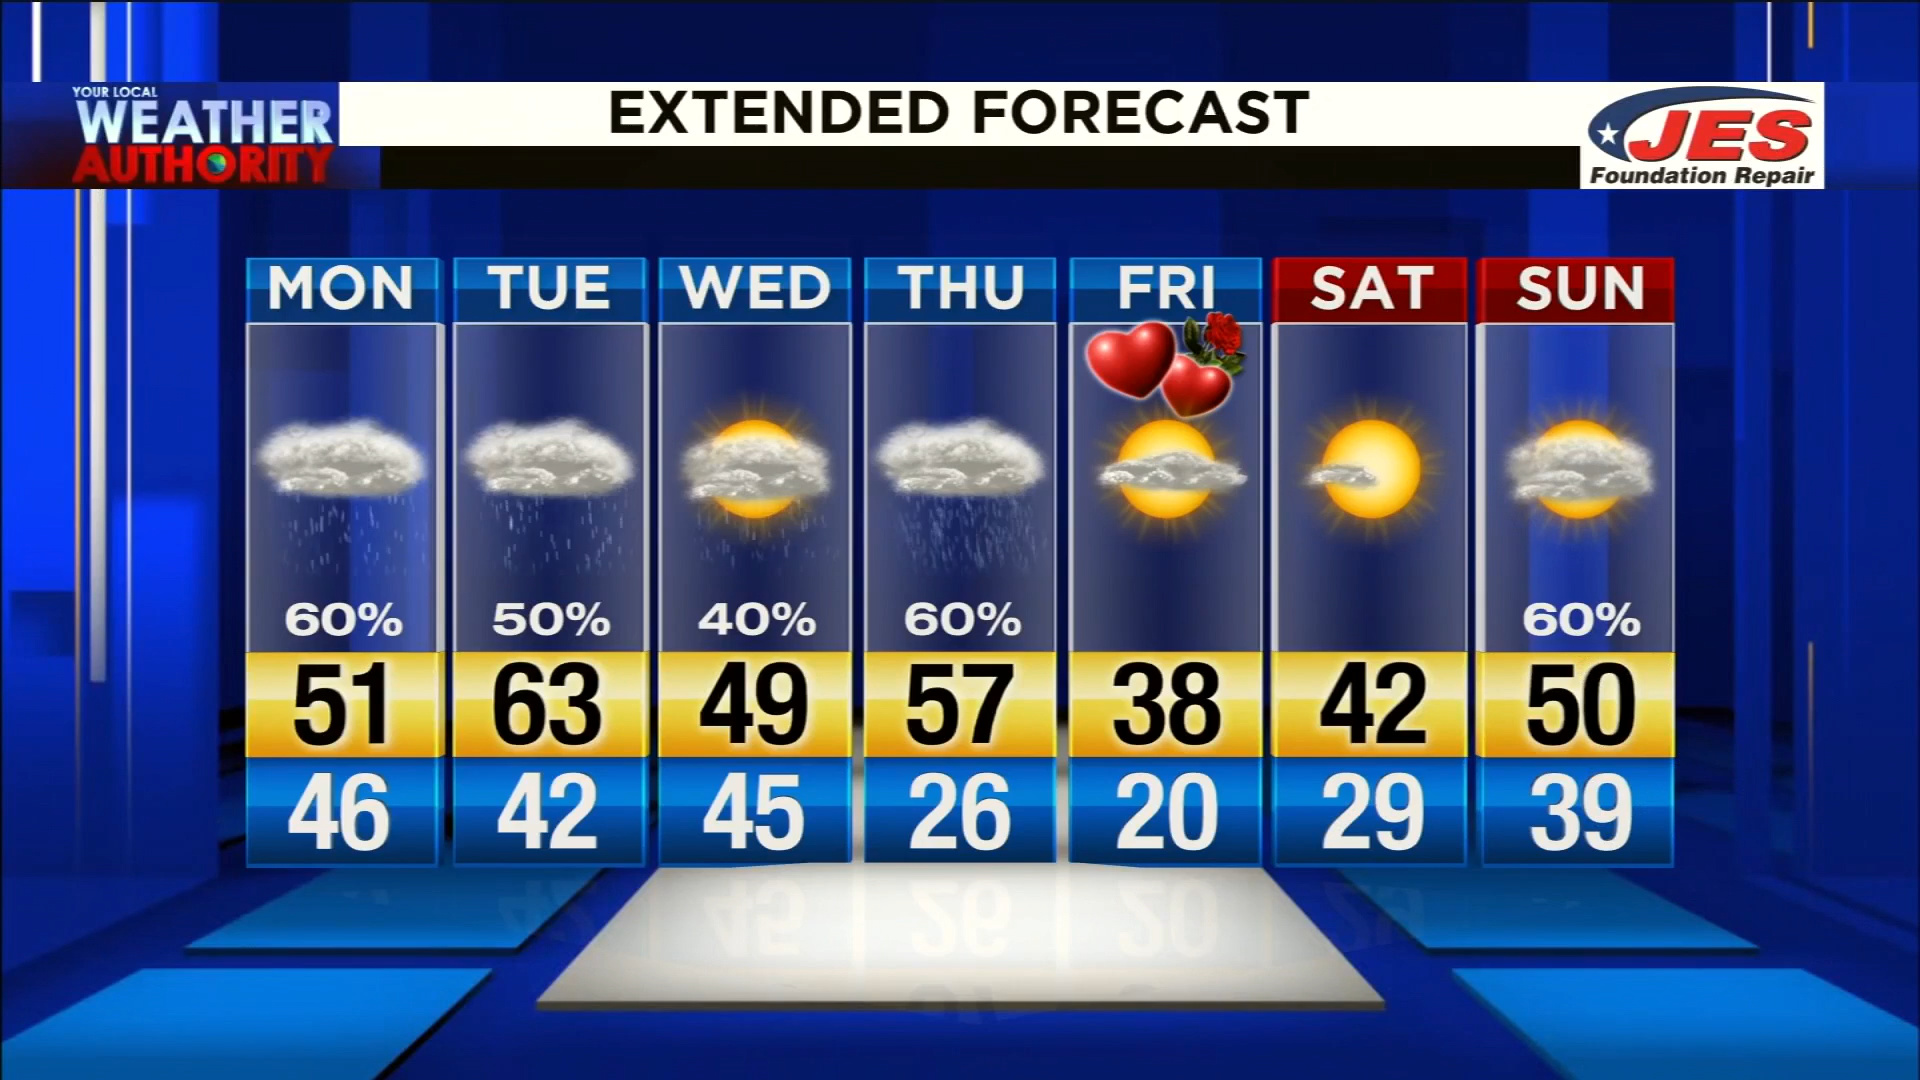 YOUR LOCAL
WEATHER
AUTHORITY
EXTENDED FORECAST
JES
Foundation Repair
MON TUE WED THU FRI SAT SUN
60% 50% 40% 60% 60%
51 63 49 57 38 42 50
46 42 45 26 20 29 39